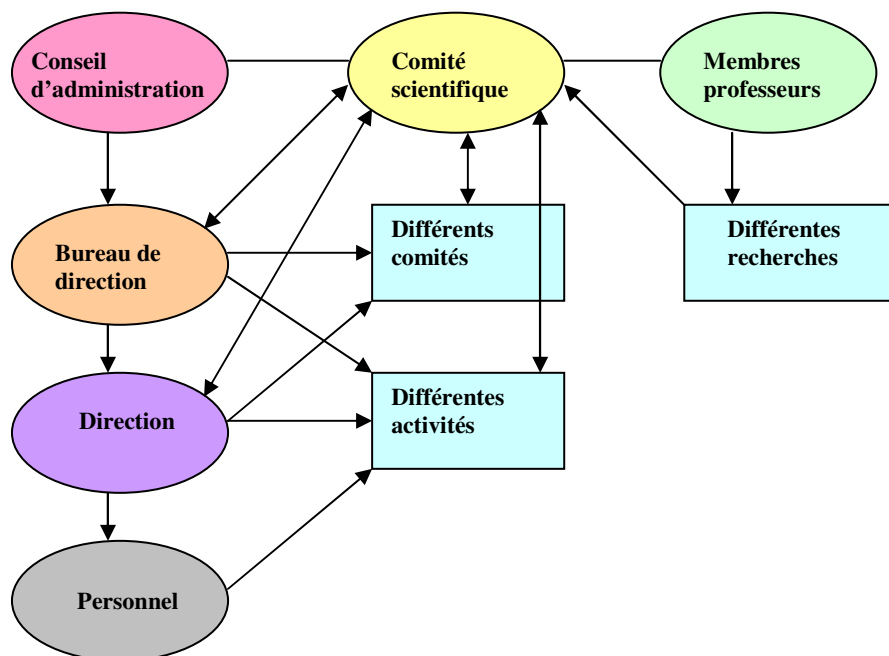 Conseil
d’administration
Comité
scientifique
Membres
professeurs
Bureau de
direction
Différents
comités
Différentes
recherches
Direction
Différentes
activités
Personnel